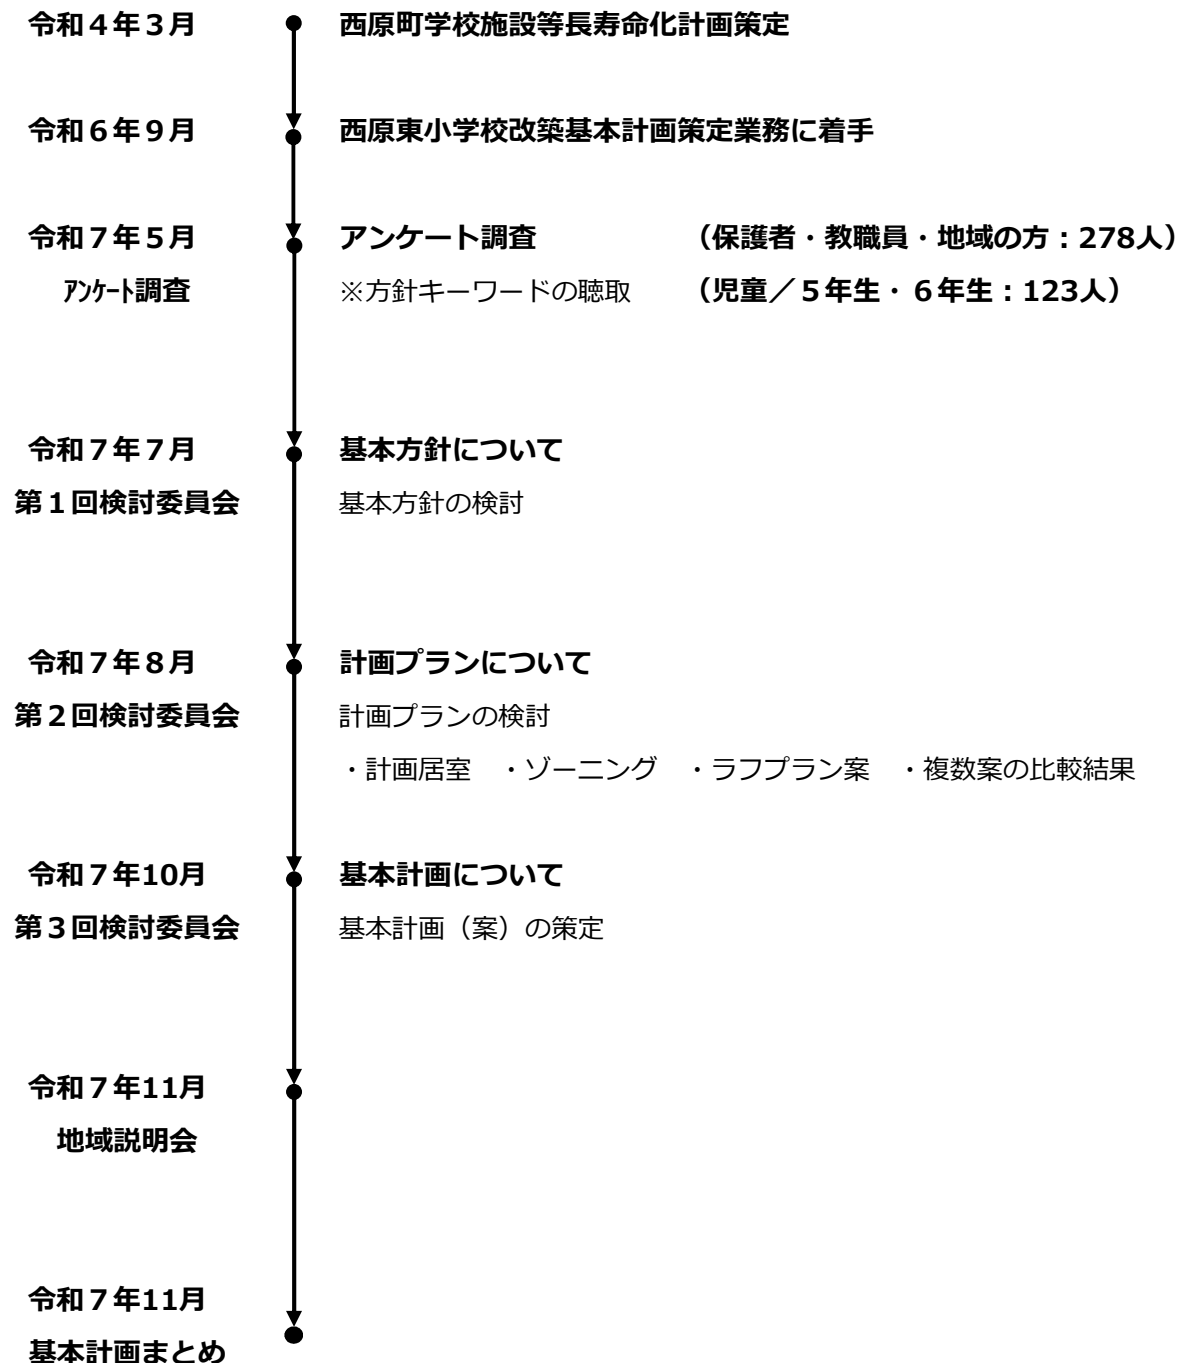 令和４年３月　西原町学校施設等長寿命化計画策定
令和６年９月　西原東小学校改築基本計画策定業務に着手
令和７年５月　アンケート調査　（保護者・教職員・地域の方：278人）
ｱﾝｹｰﾄ調査　※方針キーワードの聴取　（児童／５年生・６年生：123人）
令和７年７月　基本方針について
第１回検討委員会　基本方針の検討
令和７年８月　計画プランについて
第２回検討委員会　計画プランの検討
・計画居室　・ゾーニング　・ラフプラン案　・複数案の比較結果
令和７年10月　基本計画について
第３回検討委員会　基本計画（案）の策定
令和７年11月
地域説明会
令和７年11月
基本計画まとめ